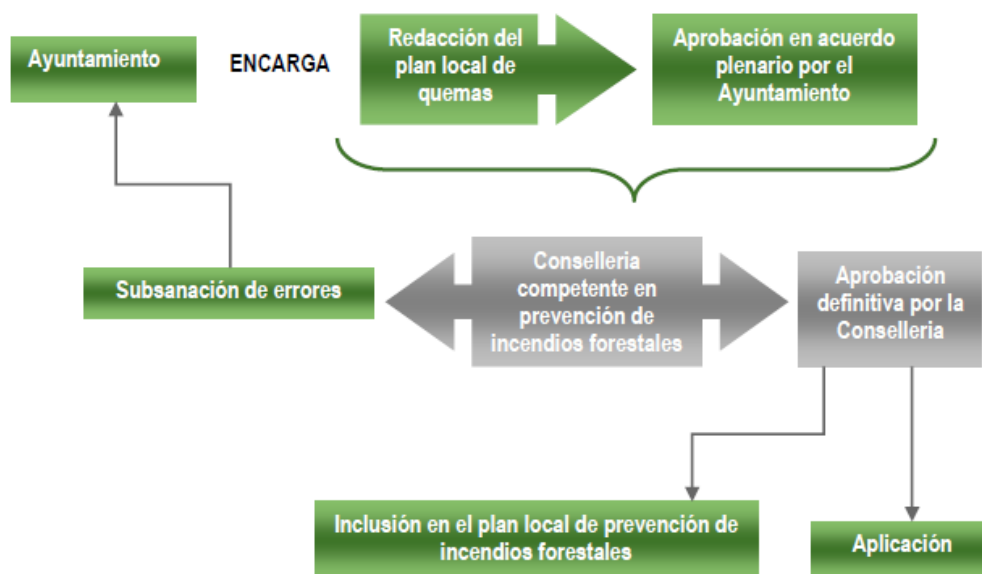 Ayuntamiento
ENCARGA
Redacción del
plan local de
quemas
Aprobación en acuerdo
plenario por el
Ayuntamiento
Subsanación de errores
Conselleria
competente en
prevención de
incendios forestales
Aprobación
definitiva por la
Conselleria
Inclusión en el plan local de prevención de
incendios forestales
Aplicación